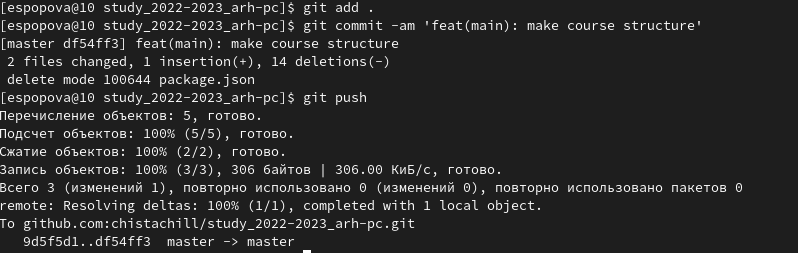 [espopova@10 study_2022-2023_arh-pc]$ git add .
[espopova@10 study_2022-2023_arh-pc]$ git commit -am 'feat(main): make course structure'
[master df54ff3] feat(main): make course structure
 2 files changed, 1 insertion(+), 14 deletions(-)
 delete mode 100644 package.json
[espopova@10 study_2022-2023_arh-pc]$ git push
Перечисление объектов: 5, готово.
Подсчет объектов: 100% (5/5), готово.
Сжатие объектов: 100% (2/2), готово.
Запись объектов: 100% (3/3), 306 байтов | 306.00 КиБ/с, готово.
Всего 3 (изменений 1), повторно использовано 0 (изменений 0), повторно использовано пакетов 0
remote: Resolving deltas: 100% (1/1), completed with 1 local object.
To github.com:chistachill/study_2022-2023_arh-pc.git
   9d5f5d1..df54ff3  master -> master